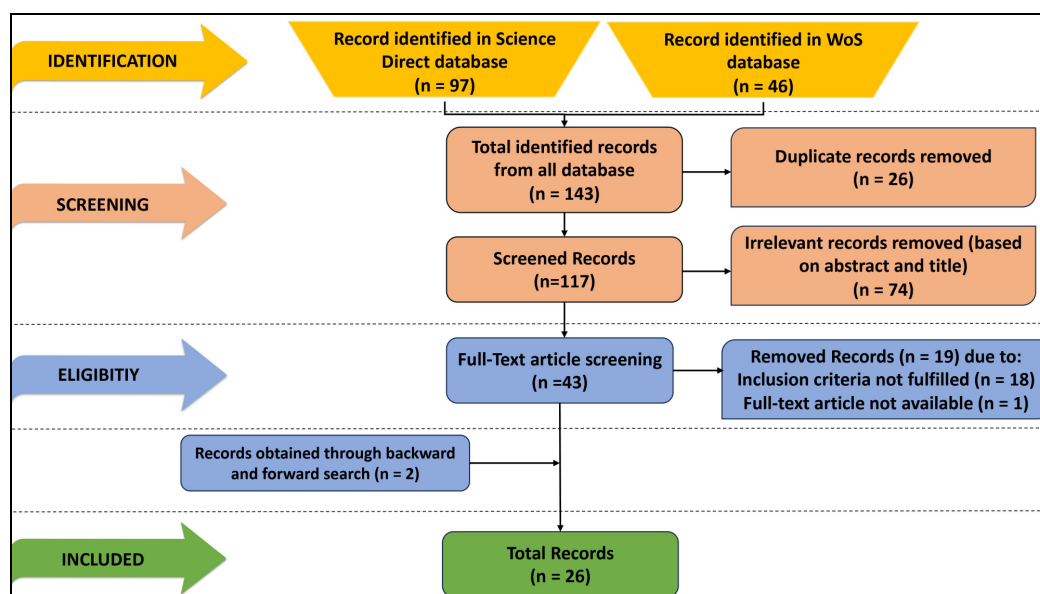 IDENTIFICATION
Record identified in Science
Direct database
(n = 97)
Record identified in WoS
database
(n = 46)
SCREENING
Total identified records
from all database
(n = 143)
Duplicate records removed
(n = 26)
Screened Records
(n=117)
Irrelevant records removed (based
on abstract and title)
(n = 74)
ELIGIBITIY
Full-Text article screening
(n =43)
Removed Records (n = 19) due to:
Inclusion criteria not fulfilled (n = 18)
Full-text article not available (n = 1)
Records obtained through backward
and forward search (n = 2)
INCLUDED
Total Records
(n = 26)